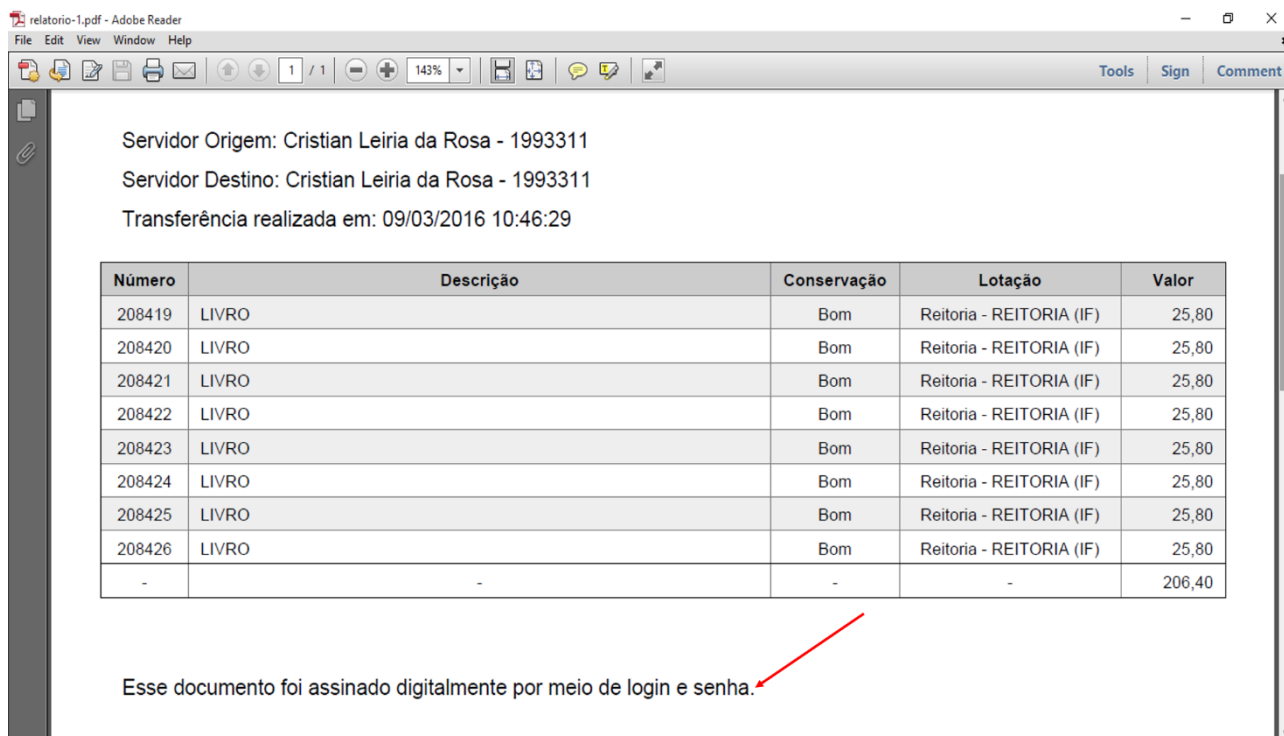 relatorio-1.pdf - Adobe Reader
File Edit View Window Help
1 / 1 143% Tools Sign Comment
Servidor Origem: Cristian Leiria da Rosa - 1993311
Servidor Destino: Cristian Leiria da Rosa - 1993311
Transferência realizada em: 09/03/2016 10:46:29
Número Descrição Conservação Lotação Valor
208419 LIVRO Bom Reitoria - REITORIA (IF) 25,80
208420 LIVRO Bom Reitoria - REITORIA (IF) 25,80
208421 LIVRO Bom Reitoria - REITORIA (IF) 25,80
208422 LIVRO Bom Reitoria - REITORIA (IF) 25,80
208423 LIVRO Bom Reitoria - REITORIA (IF) 25,80
208424 LIVRO Bom Reitoria - REITORIA (IF) 25,80
208425 LIVRO Bom Reitoria - REITORIA (IF) 25,80
208426 LIVRO Bom Reitoria - REITORIA (IF) 25,80
- - - - 206,40
Esse documento foi assinado digitalmente por meio de login e senha.